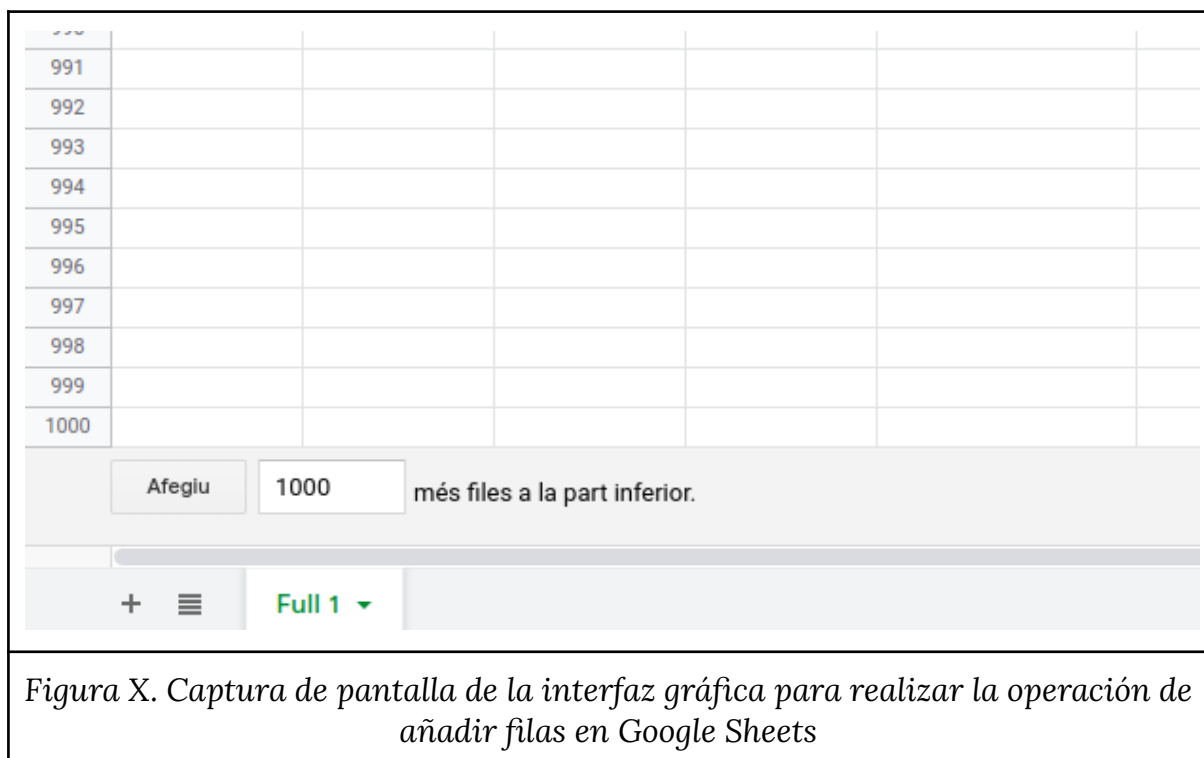 991
992
993
994
995
996
997
998
999
1000
Afegiu 1000 més files a la part inferior.
+ Full 1
Figura X. Captura de pantalla de la interfaz gráfica para realizar la operación de
añadir filas en Google Sheets